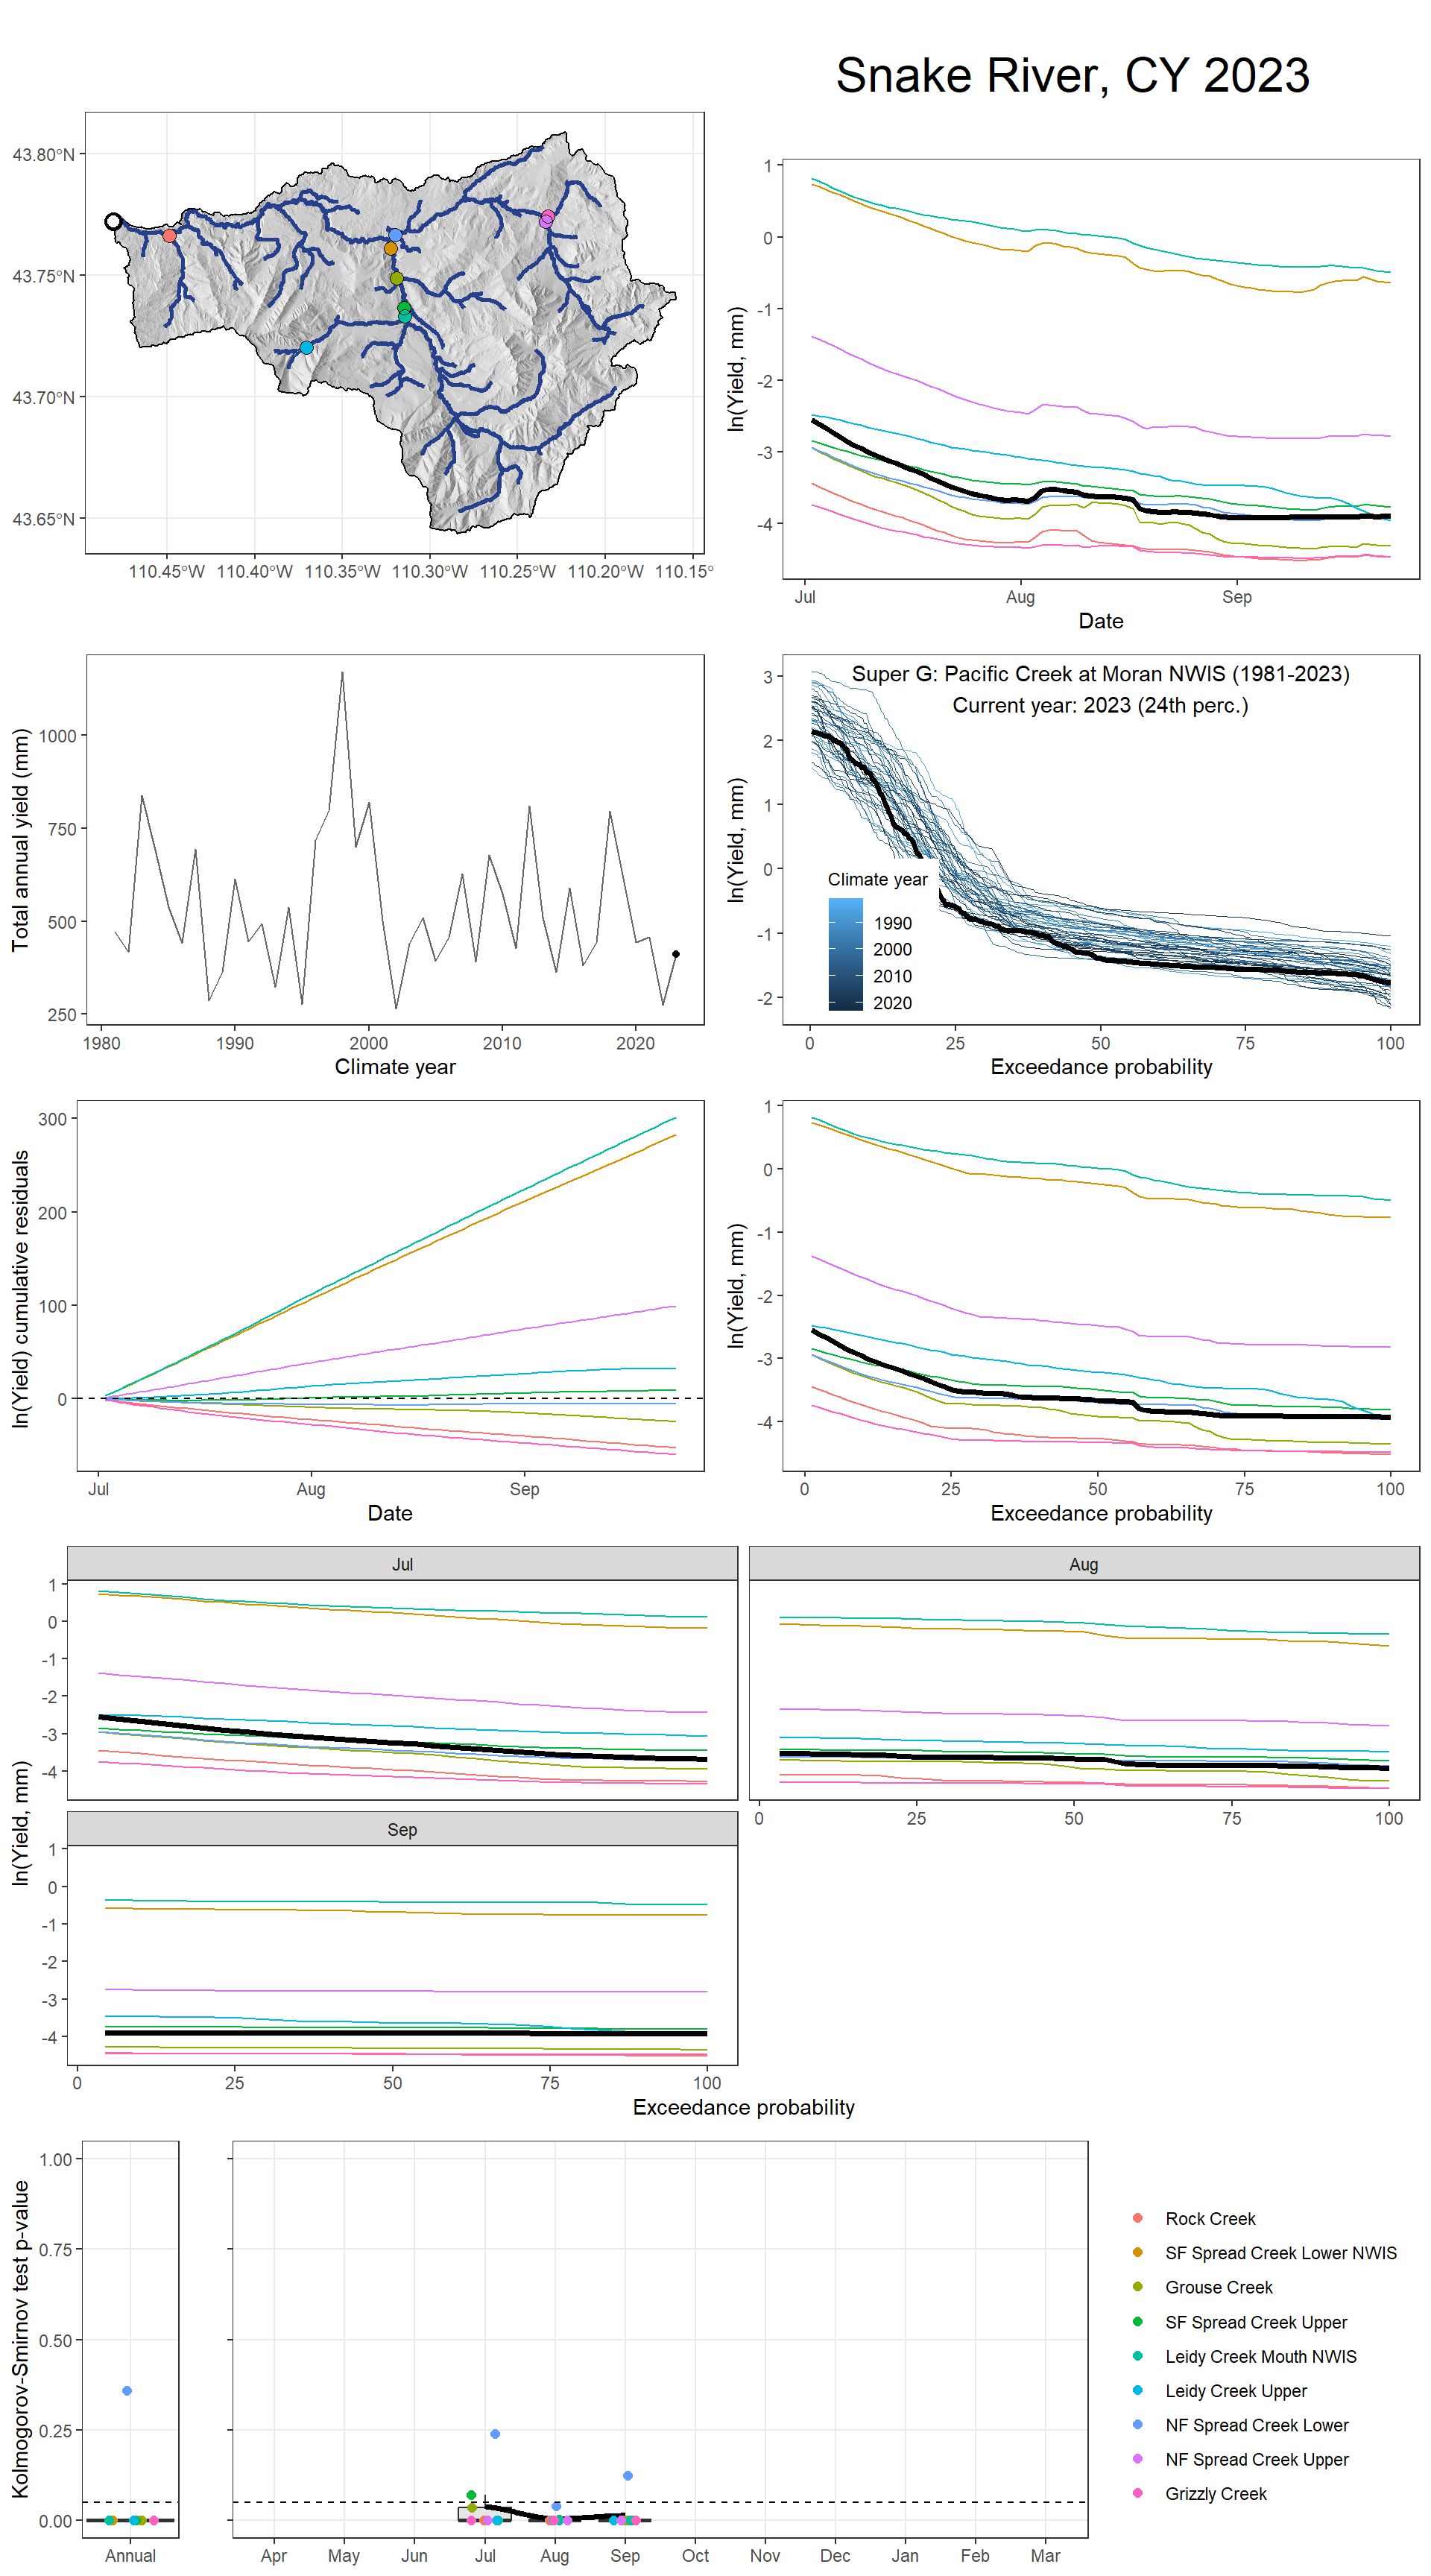 Snake River, CY 2023
43.80°N
43.75°N
43.70°N
43.65°N
110.45°W 110.40°W 110.35°W 110.30°W 110.25°W 110.20°W 110.15°
ln(Yield, mm)
1
0
-1
-2
-3
-4
Jul Aug Sep
Date
Total annual yield (mm)
1000
750
500
250
1980 1990 2000 2010 2020
Climate year
ln(Yield, mm)
3
2
1
0
-1
-2
Super G: Pacific Creek at Moran NWIS (1981-2023)
Current year: 2023 (24th perc.)
Climate year
1990
2000
2010
2020
0 25 50 75 100
Exceedance probability
ln(Yield) cumulative residuals
300
200
100
0
Jul Aug Sep
Date
ln(Yield, mm)
1
0
-1
-2
-3
-4
0 25 50 75 100
Exceedance probability
ln(Yield, mm)
Jul
1
0
-1
-2
-3
-4
Aug
0 25 50 75 100
Sep
1
0
-1
-2
-3
-4
0 25 50 75 100
Exceedance probability
Kolmogorov-Smirnov test p-value
1.00
0.75
0.50
0.25
0.00
Annual
Apr May Jun Jul Aug Sep Oct Nov Dec Jan Feb Mar
Rock Creek
SF Spread Creek Lower NWIS
Grouse Creek
SF Spread Creek Upper
Leidy Creek Mouth NWIS
Leidy Creek Upper
NF Spread Creek Lower
NF Spread Creek Upper
Grizzly Creek